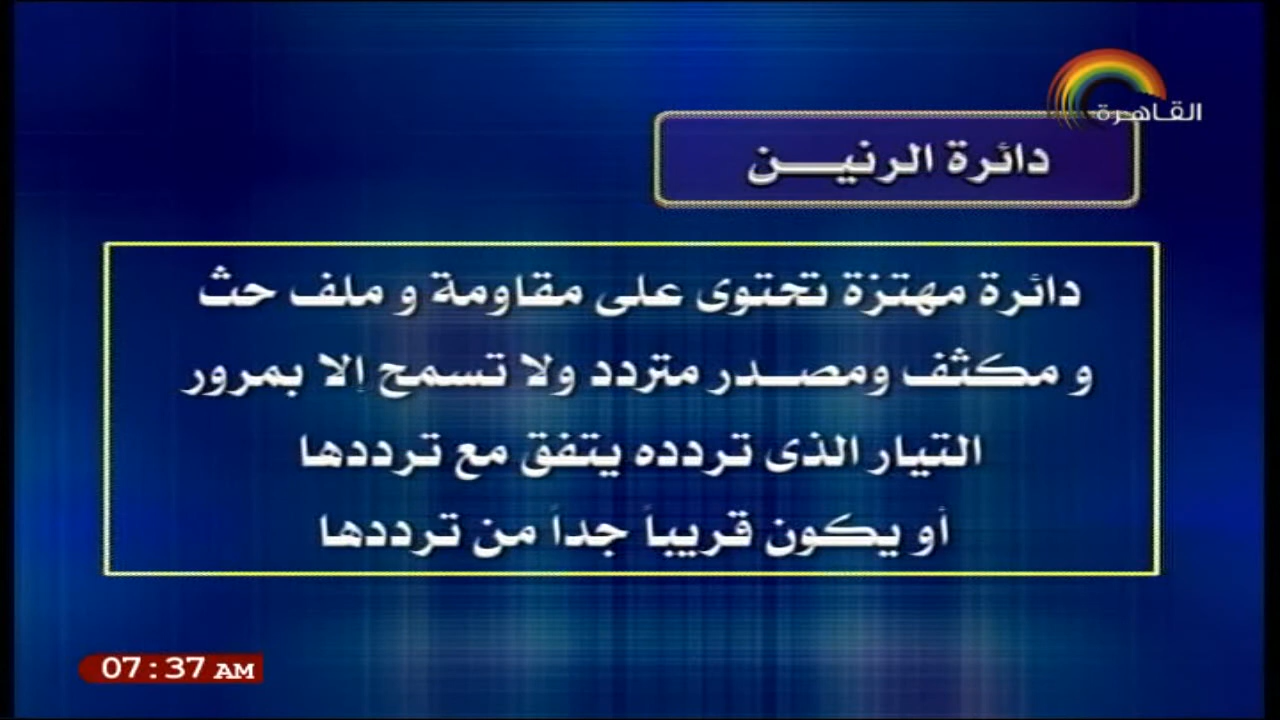 القاهرة
دائرة الرنيـــن
دائرة مهتزة تحتوى على مقاومة و ملف حث
و مكثف ومصـدر متردد ولا تسمح إلا بمرور
التيار الذى تردده يتفق مع ترددها
أو يكون قريباً جداً من ترددها
07:37 AM